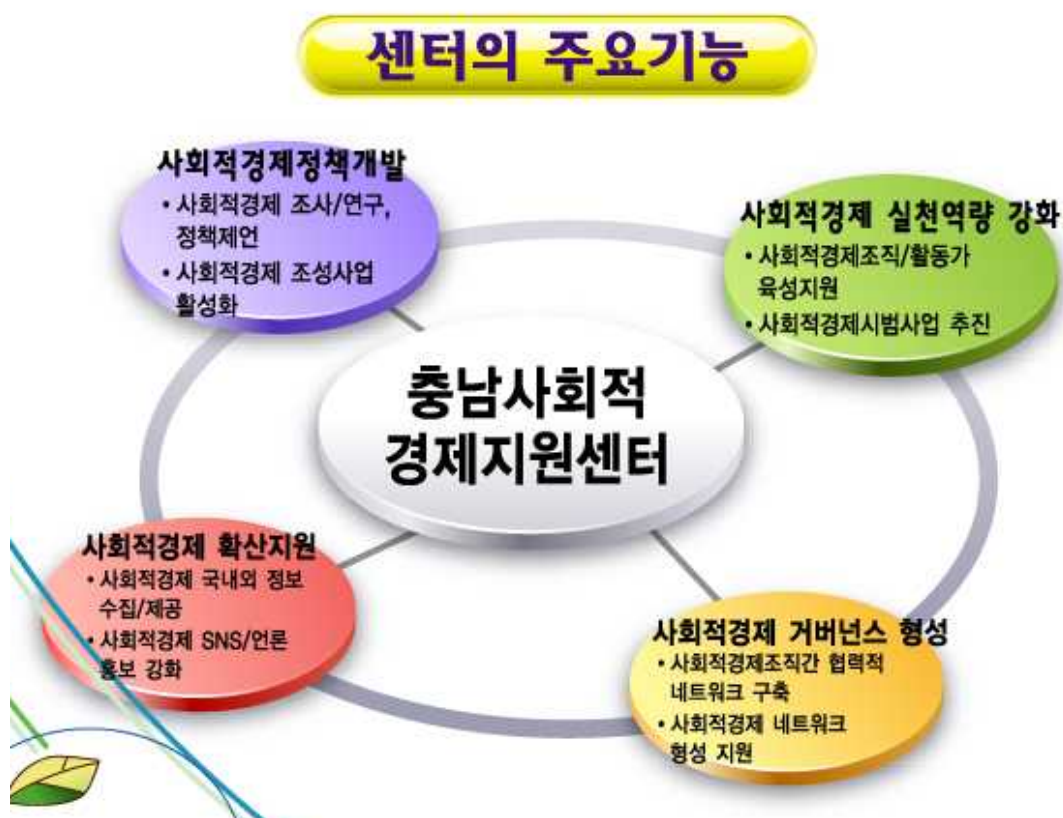 센터의 주요기능
사회적경제정책개발
• 사회적경제 조사/연구,
정책제언
• 사회적경제 조성사업
활성화
사회적경제 실천역량 강화
• 사회적경제조직/활동가
육성지원
• 사회적경제시범사업 추진
충남사회적
경제지원센터
사회적경제 확산지원
• 사회적경제 국내외 정보
수집/제공
• 사회적경제 SNS/언론
홍보 강화
사회적경제 거버넌스 형성
• 사회적경제조직간 협력적
네트워크 구축
• 사회적경제 네트워크
형성 지원